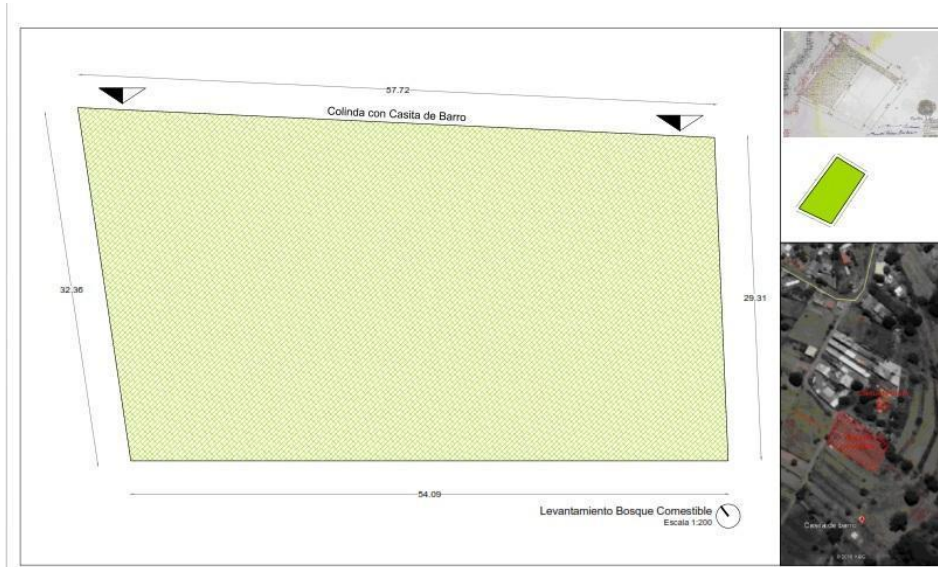 57.72
Colinda con Casita de Barro
32.36
29.31
54.09
Levantamiento Bosque Comestible
Escala 1:200
Casita de barro